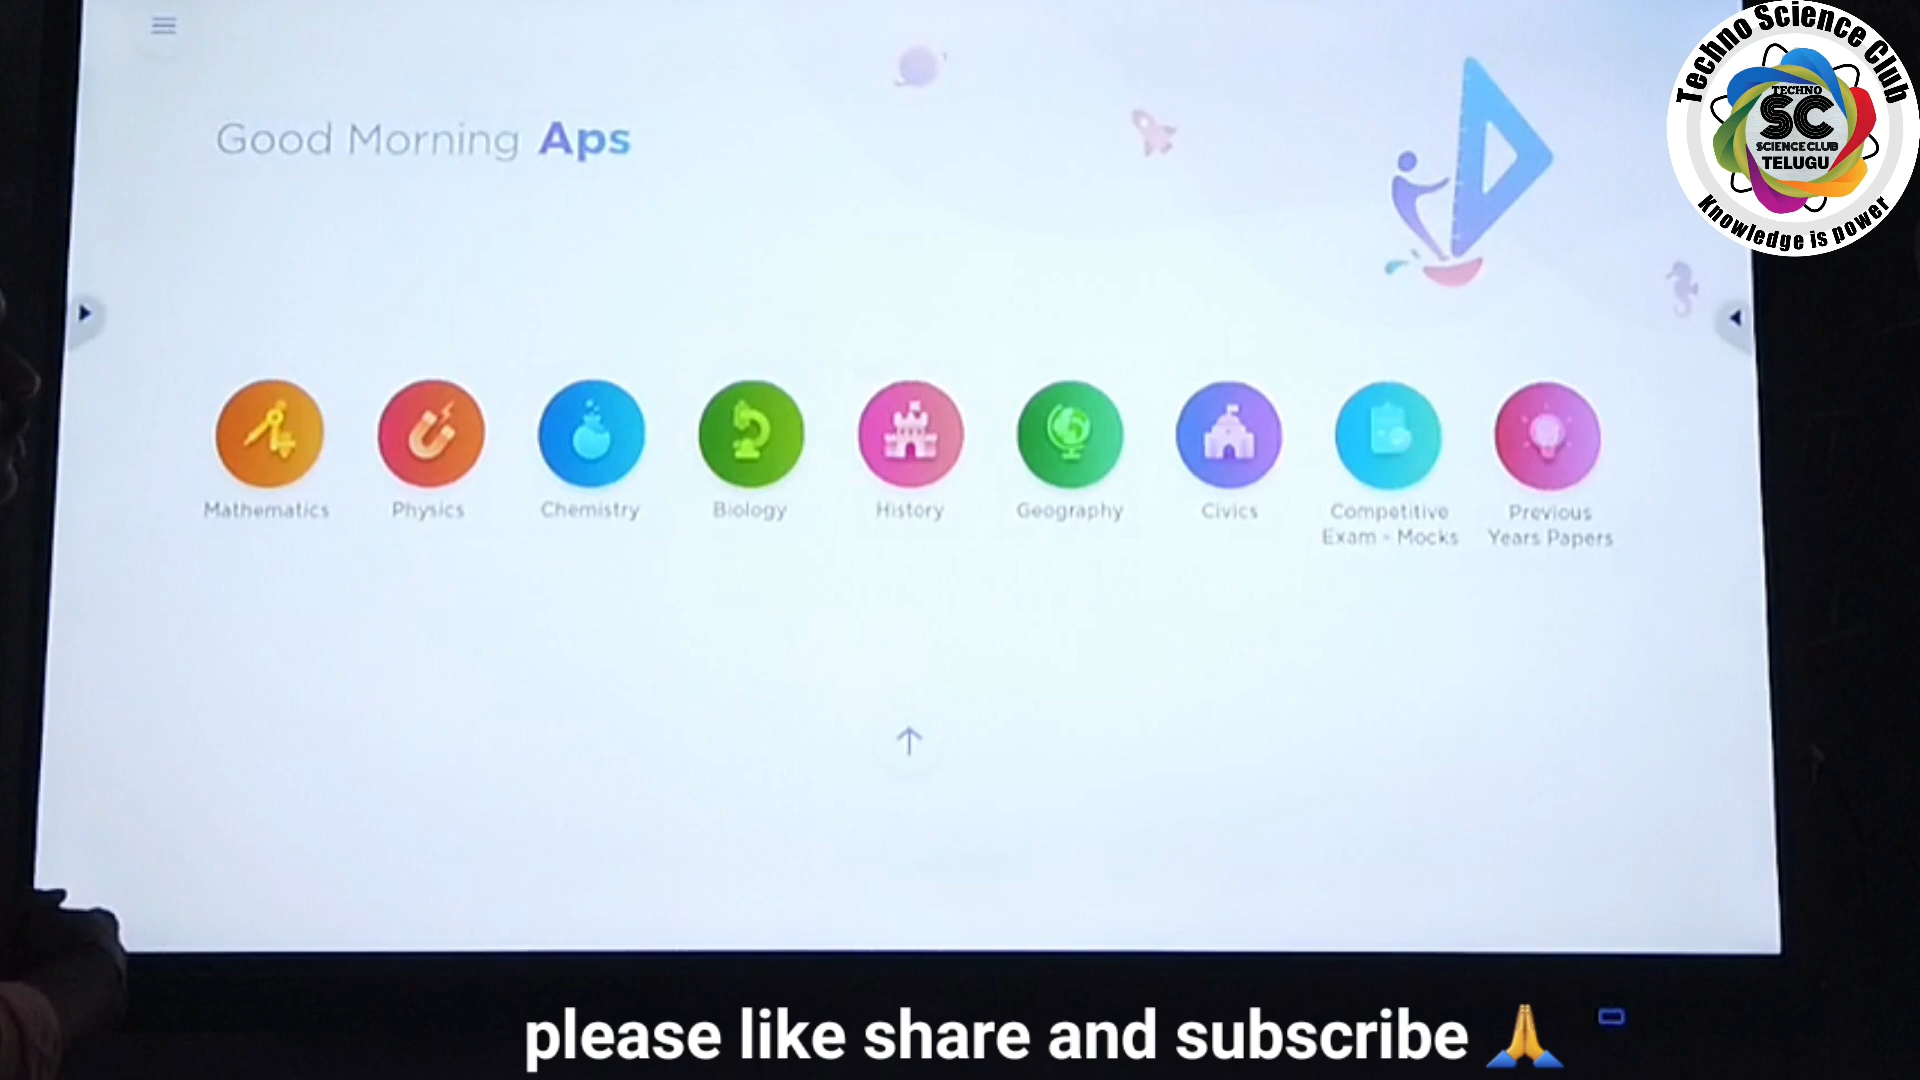 Good Morning Aps
Mathematics
Physics
Chemistry
Biology
History
Geography
Civics
Competitive
Exam - Mocks
Previous
Years Papers
Techno Science Club
TECHNO
SC
SCIENCE CLUB
TELUGU
Knowledge is power
please like share and subscribe 🙏